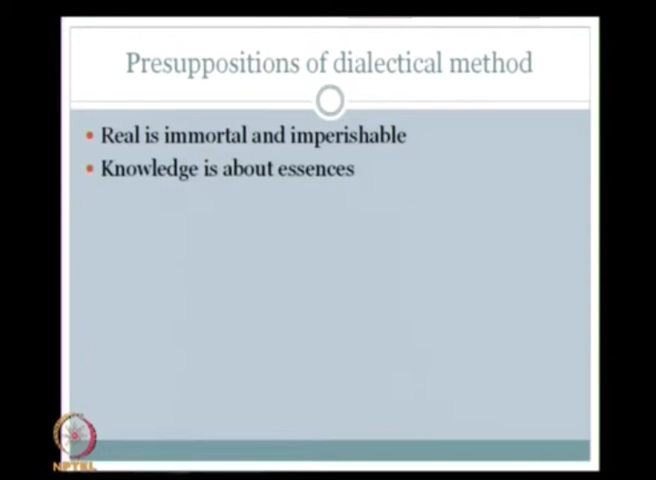 Presuppositions of dialectical method
• Real is immortal and imperishable
• Knowledge is about essences
NPTEL